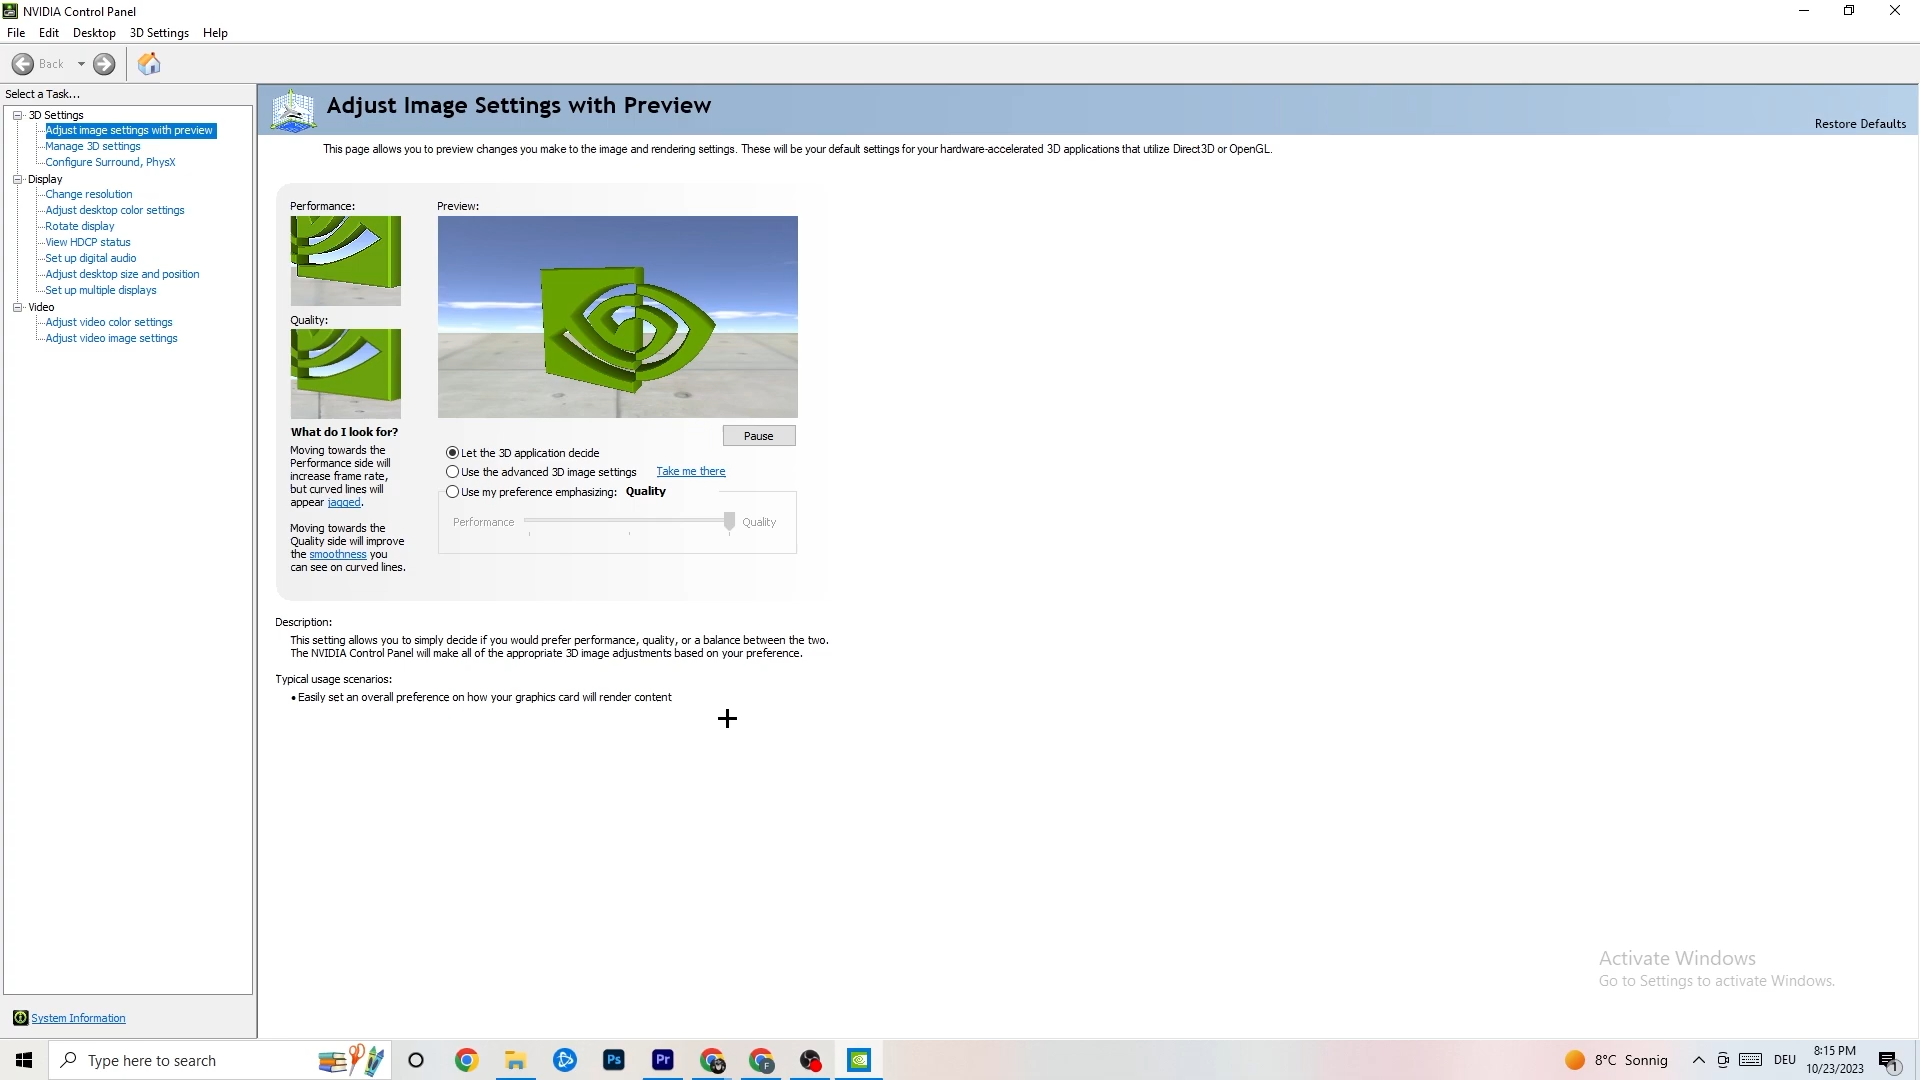 NVIDIA Control Panel
File Edit Desktop 3D Settings Help
Back
Select a Task...
3D Settings
Adjust image settings with preview
Manage 3D settings
Configure Surround, PhysX
Display
Change resolution
Adjust desktop color settings
Rotate display
View HDCP status
Set up digital audio
Adjust desktop size and position
Set up multiple displays
Video
Adjust video color settings
Adjust video image settings
System Information
Adjust Image Settings with Preview
Restore Defaults
This page allows you to preview changes you make to the image and rendering settings. These will be your default settings for your hardware-accelerated 3D applications that utilize Direct3D or OpenGL.
Performance:
Preview:
Quality:
What do I look for?
Moving towards the
Performance side will
increase frame rate,
but curved lines will
appear jagged.
Moving towards the
Quality side will improve
the smoothness you
can see on curved lines.
Pause
Let the 3D application decide
Use the advanced 3D image settings Take me there
Use my preference emphasizing: Quality
Performance Quality
Description:
This setting allows you to simply decide if you would prefer performance, quality, or a balance between the two.
The NVIDIA Control Panel will make all of the appropriate 3D image adjustments based on your preference.
Typical usage scenarios:
• Easily set an overall preference on how your graphics card will render content
Activate Windows
Go to Settings to activate Windows.
Type here to search
Ps
Pr
F
8°C Sonnig
DEU
8:15 PM
10/23/2023
1